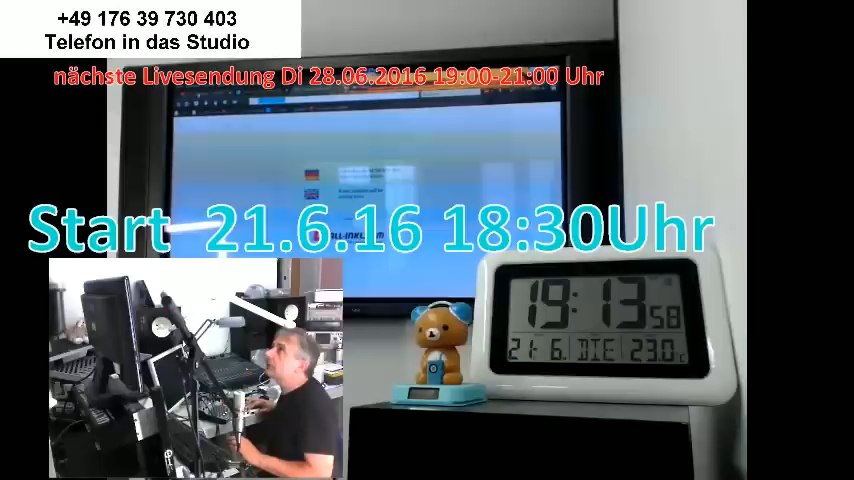 +49 176 39 730 403
Telefon in das Studio
nächste Livesendung Di 28.06.2016 19:00-21:00 Uhr
Start 21.6.16 18:30Uhr
19:13 58
21. 6. DIE 23.0 c